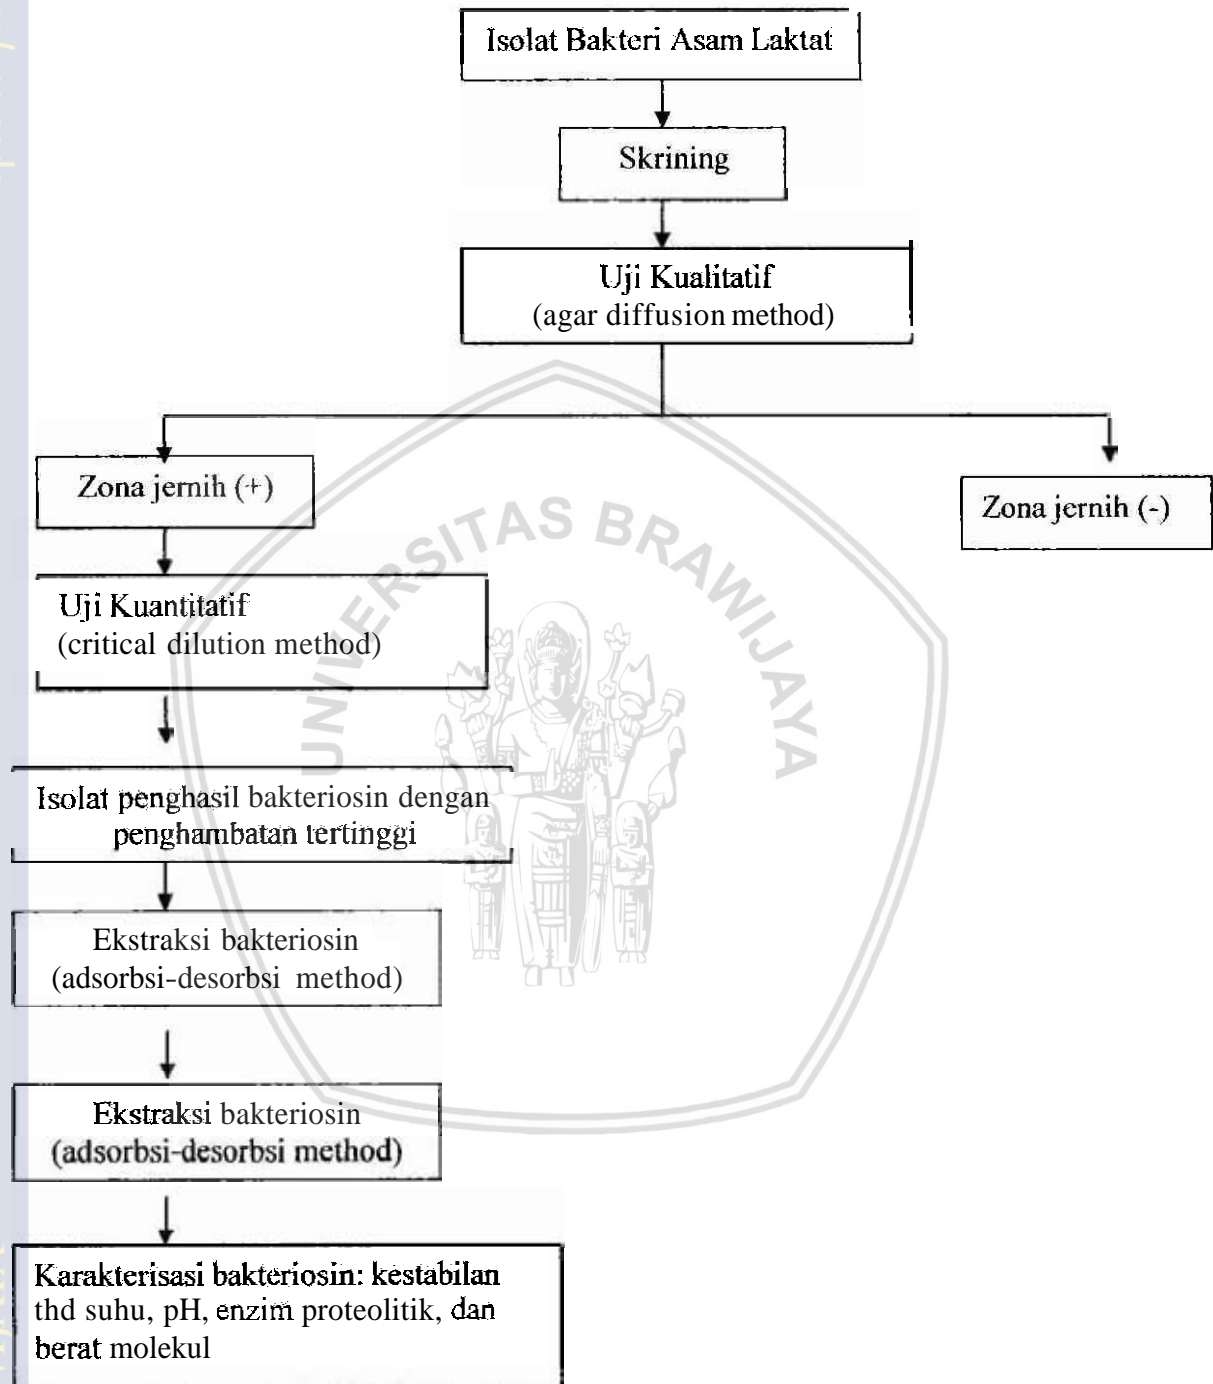 Isolat Bakteri Asam Laktat
Skrining
Uji Kualitatif
(agar diffusion method)
Zona jernih (+)
Zona jernih (-)
Uji Kuantitatif
(critical dilution method)
Isolat penghasil bakteriosin dengan
penghambatan tertinggi
Ekstraksi bakteriosin
(adsorbsi-desorbsi method)
Ekstraksi bakteriosin
(adsorbsi-desorbsi method)
Karakterisasi bakteriosin: kestabilan
thd suhu, pH, enzim proteolitik, dan
berat molekul
UNIVERSITAS BRAWIJAYA